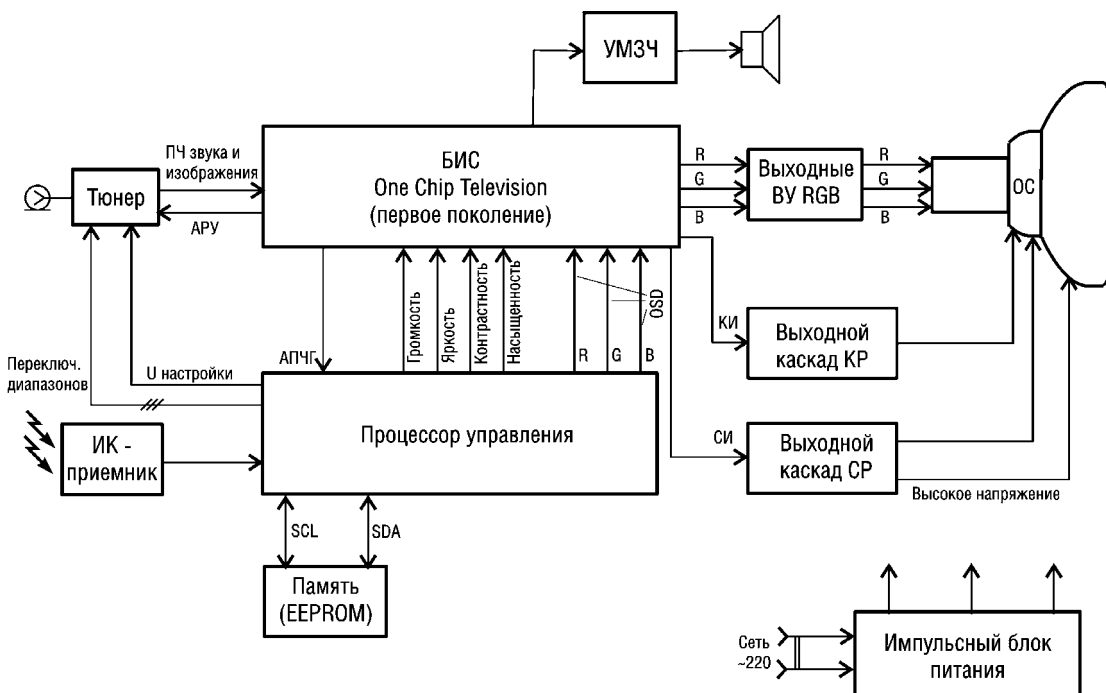 УМЗЧ
БИС
One Chip Television
(первое поколение)
ПЧ звука и
изображения
Тюнер
АРУ
R
G
B
Выходные
ВУ RGB
R
G
B
ОС
Громкость
Яркость
Контрастность
Насыщенность
R
G
B
OSD
АПЧГ
КИ
Выходной
каскад КР
Переключ.
диапазонов
U настройки
ИК -
приемник
Процессор управления
СИ
Выходной
каскад СР
Высокое напряжение
SCL
SDA
Память
(EEPROM)
Сеть
~220
Импульсный блок
питания